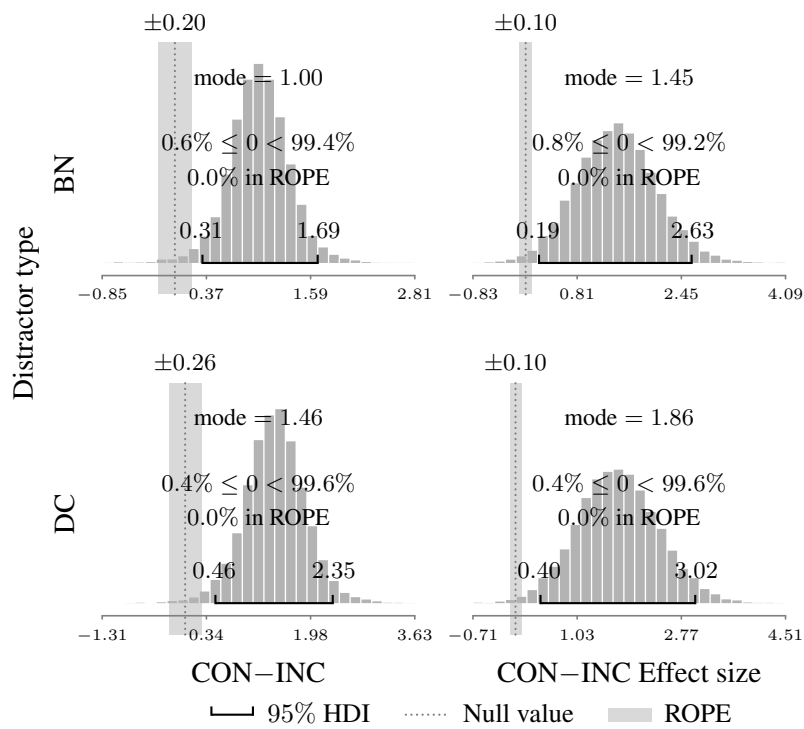 ±0.20
±0.10
mode = 1.00
mode = 1.45
0.6% ≤ 0 < 99.4%
0.8% ≤ 0 < 99.2%
0.0% in ROPE
0.0% in ROPE
BN
0.31
1.69
0.19
2.63
−0.85
0.37
1.59
2.81
−0.83
0.81
2.45
4.09
Distractor type
±0.26
±0.10
mode = 1.46
mode = 1.86
0.4% ≤ 0 < 99.6%
0.4% ≤ 0 < 99.6%
0.0% in ROPE
0.0% in ROPE
DC
0.46
2.35
0.40
3.02
−1.31
0.34
1.98
3.63
−0.71
1.03
2.77
4.51
CON−INC
CON−INC Effect size
95% HDI
Null value
ROPE